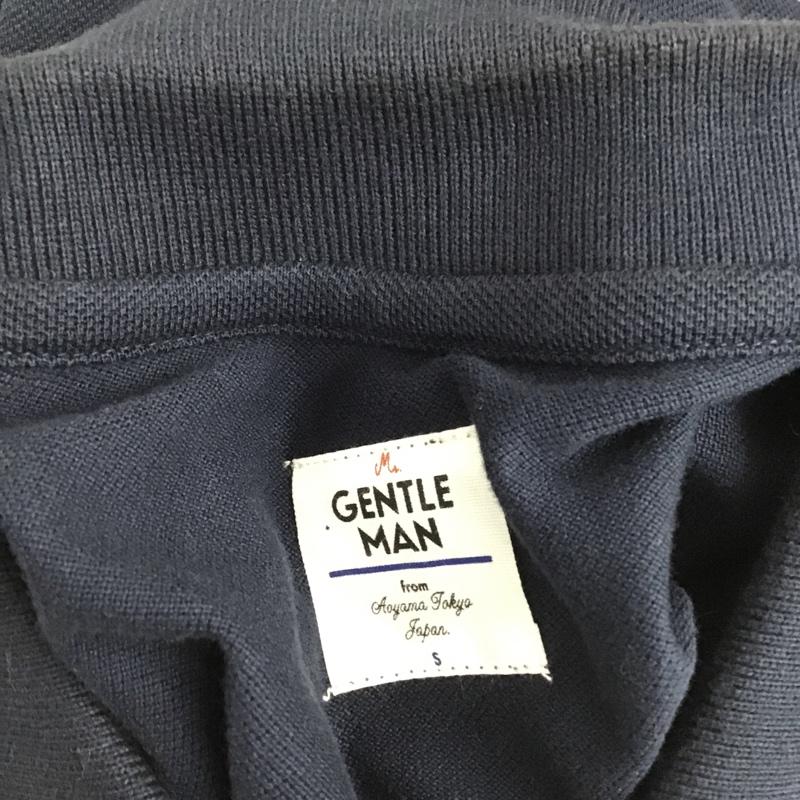 Mr.
GENTLE
MAN
from
Aoyama Tokyo
Japan.
S